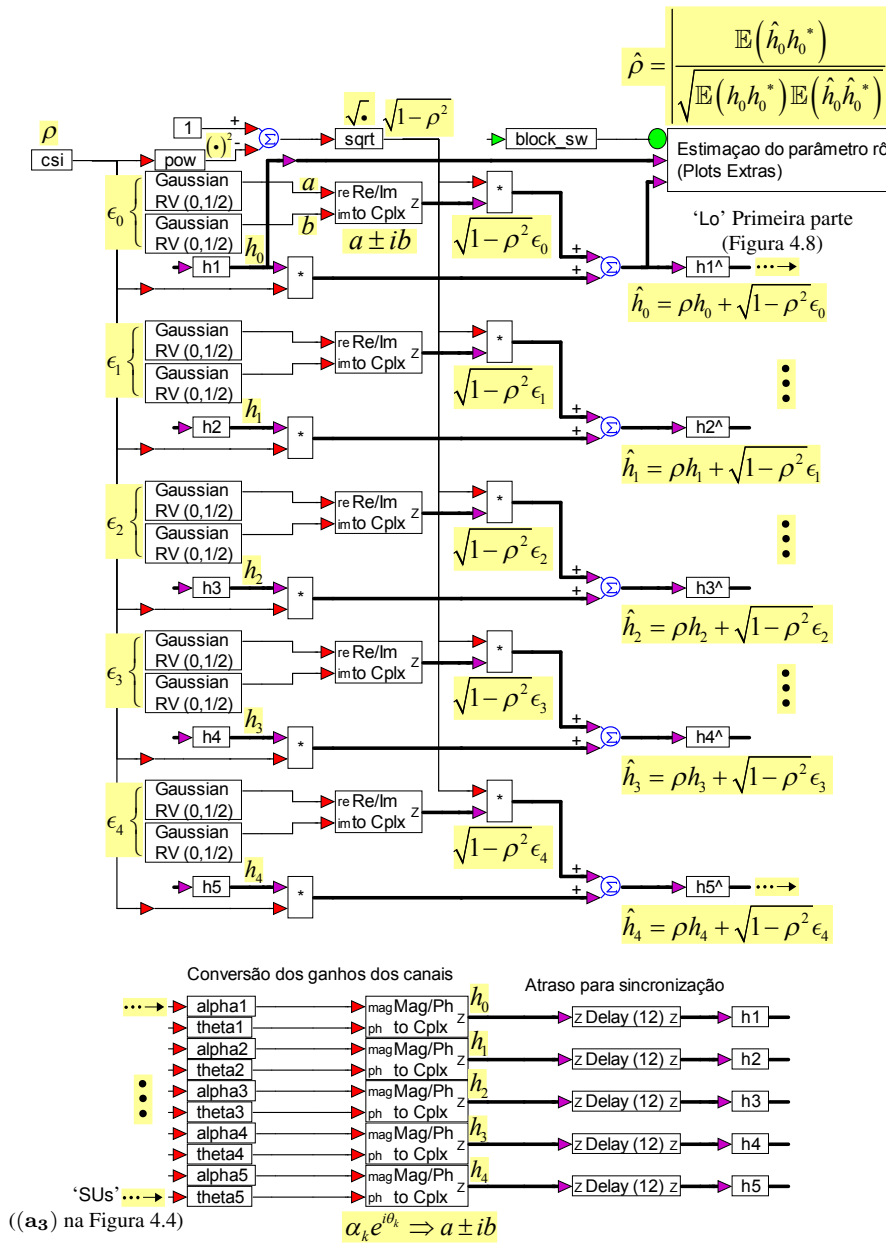 ρ̂ = | 𝔼(ĥ₀h₀*) / √(𝔼(h₀h₀*)𝔼(ĥ₀ĥ₀*))
ρ
csi
1
+
-
Σ
pow
(•)²
√•
sqrt
√(1−ρ²)
block_sw
Estimaçao do parâmetro rô
(Plots Extras)
ϵ₀
Gaussian
RV (0,1/2)
Gaussian
RV (0,1/2)
a
b
re Re/Im
im to Cplx
z
a ± ib
*
√(1−ρ²)ϵ₀
'Lo' Primeira parte
(Figura 4.8)
h1
h₀
*
+
+
Σ
h1^
ĥ₀ = ρh₀ + √(1−ρ²)ϵ₀
ϵ₁
Gaussian
RV (0,1/2)
Gaussian
RV (0,1/2)
re Re/Im
im to Cplx
z
*
√(1−ρ²)ϵ₁
h2
h₁
*
+
+
Σ
h2^
ĥ₁ = ρh₁ + √(1−ρ²)ϵ₁
ϵ₂
Gaussian
RV (0,1/2)
Gaussian
RV (0,1/2)
re Re/Im
im to Cplx
z
*
√(1−ρ²)ϵ₂
h3
h₂
*
+
+
Σ
h3^
ĥ₂ = ρh₂ + √(1−ρ²)ϵ₂
ϵ₃
Gaussian
RV (0,1/2)
Gaussian
RV (0,1/2)
re Re/Im
im to Cplx
z
*
√(1−ρ²)ϵ₃
h4
h₃
*
+
+
Σ
h4^
ĥ₃ = ρh₃ + √(1−ρ²)ϵ₃
ϵ₄
Gaussian
RV (0,1/2)
Gaussian
RV (0,1/2)
re Re/Im
im to Cplx
z
*
√(1−ρ²)ϵ₄
h5
h₄
*
+
+
Σ
h5^
ĥ₄ = ρh₄ + √(1−ρ²)ϵ₄
Conversão dos ganhos dos canais
Atraso para sincronização
alpha1
theta1
mag Mag/Ph
ph to Cplx
z
h₀
z Delay (12) z
h1
alpha2
theta2
mag Mag/Ph
ph to Cplx
z
h₁
z Delay (12) z
h2
alpha3
theta3
mag Mag/Ph
ph to Cplx
z
h₂
z Delay (12) z
h3
alpha4
theta4
mag Mag/Ph
ph to Cplx
z
h₃
z Delay (12) z
h4
alpha5
theta5
mag Mag/Ph
ph to Cplx
z
h₄
z Delay (12) z
h5
'SUs'
((a₃) na Figura 4.4)
αₖe^(iθₖ) ⇒ a ± ib